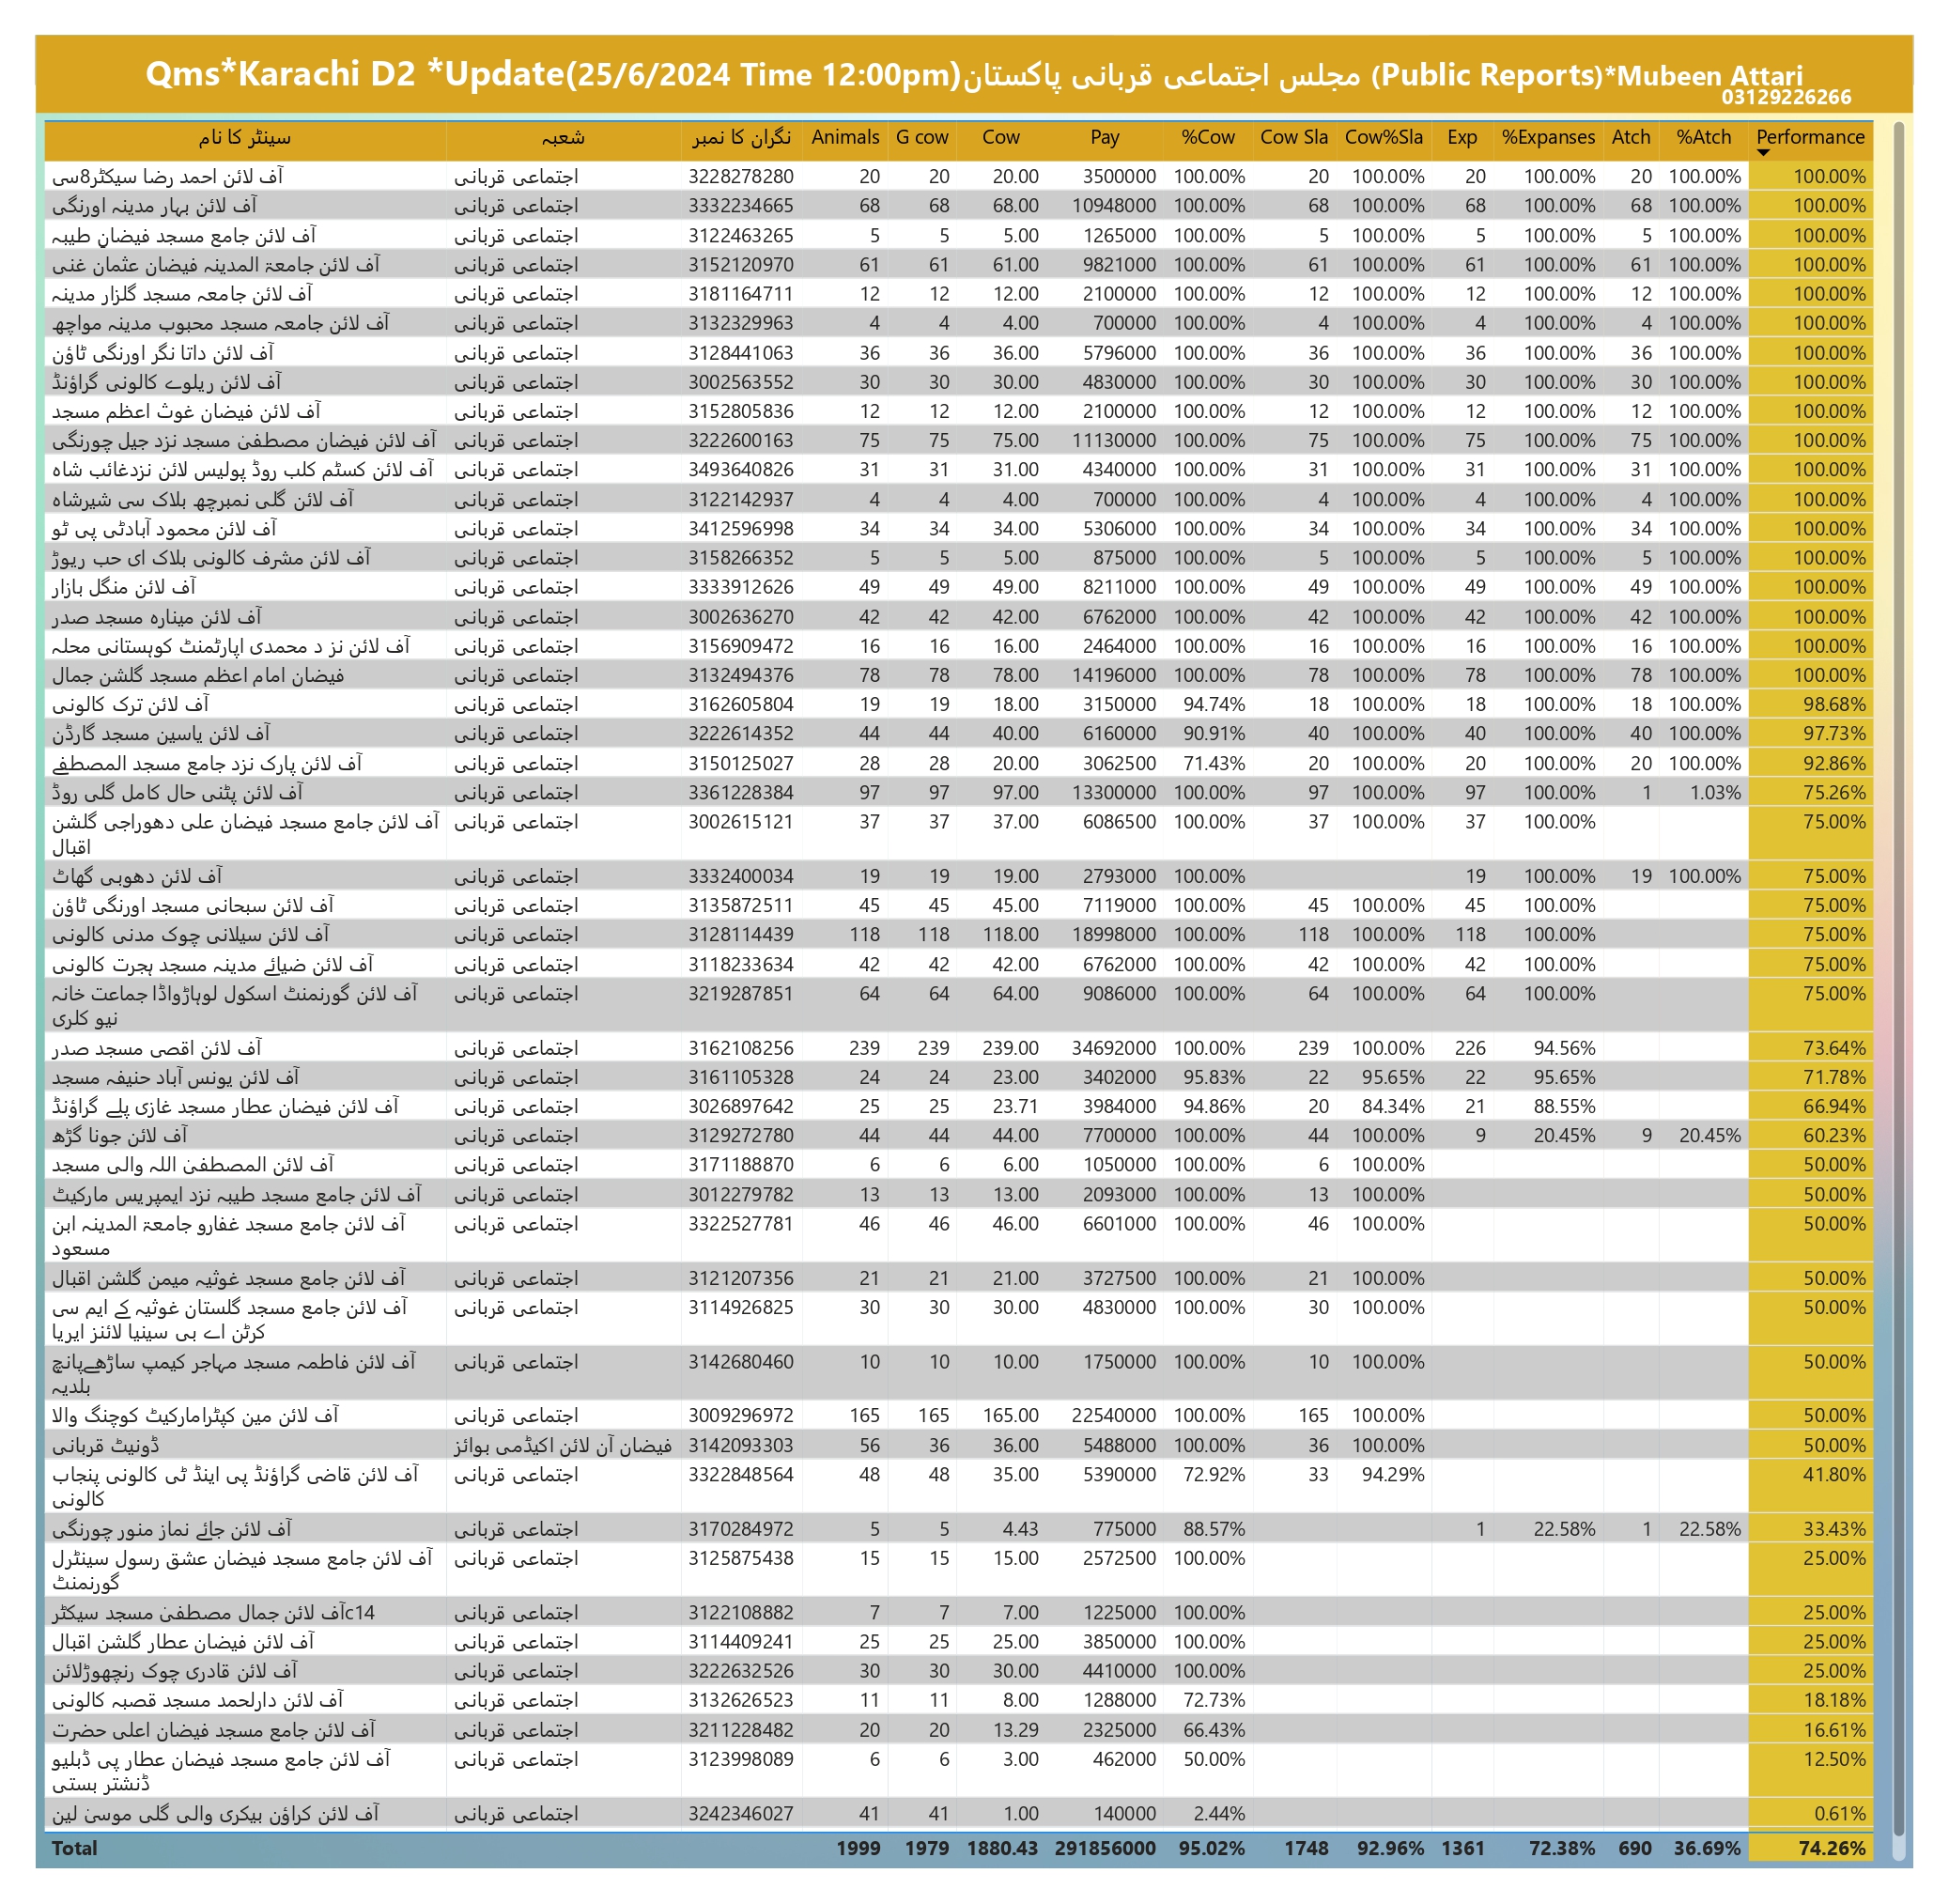 Qms*Karachi D2 *Update(25/6/2024 Time 12:00pm)مجلس اجتماعی قربانی پاکستان (Public Reports)*Mubeen Attari
03129226266
سینٹر کا نام شعبہ نگران کا نمبر Animals G cow Cow Pay %Cow Cow Sla Cow%Sla Exp %Expanses Atch %Atch Performance
آف لائن احمد رضا سیکٹر8سی اجتماعی قربانی 3228278280 20 20 20.00 3500000 100.00% 20 100.00% 20 100.00% 20 100.00% 100.00%
آف لائن بہار مدینہ اورنگی اجتماعی قربانی 3332234665 68 68 68.00 10948000 100.00% 68 100.00% 68 100.00% 68 100.00% 100.00%
آف لائن جامع مسجد فیضانِ طیبہ اجتماعی قربانی 3122463265 5 5 5.00 1265000 100.00% 5 100.00% 5 100.00% 5 100.00% 100.00%
آف لائن جامعۃ المدینہ فیضان عثمان غنی اجتماعی قربانی 3152120970 61 61 61.00 9821000 100.00% 61 100.00% 61 100.00% 61 100.00% 100.00%
آف لائن جامعہ مسجد گلزار مدینہ اجتماعی قربانی 3181164711 12 12 12.00 2100000 100.00% 12 100.00% 12 100.00% 12 100.00% 100.00%
آف لائن جامعہ مسجد محبوب مدینہ مواچھ اجتماعی قربانی 3132329963 4 4 4.00 700000 100.00% 4 100.00% 4 100.00% 4 100.00% 100.00%
آف لائن داتا نگر اورنگی ٹاؤن اجتماعی قربانی 3128441063 36 36 36.00 5796000 100.00% 36 100.00% 36 100.00% 36 100.00% 100.00%
آف لائن ریلوے کالونی گراؤنڈ اجتماعی قربانی 3002563552 30 30 30.00 4830000 100.00% 30 100.00% 30 100.00% 30 100.00% 100.00%
آف لائن فیضان غوث اعظم مسجد اجتماعی قربانی 3152805836 12 12 12.00 2100000 100.00% 12 100.00% 12 100.00% 12 100.00% 100.00%
آف لائن فیضان مصطفیٰ مسجد نزد جیل چورنگی اجتماعی قربانی 3222600163 75 75 75.00 11130000 100.00% 75 100.00% 75 100.00% 75 100.00% 100.00%
آف لائن کسٹم کلب روڈ پولیس لائن نزدغائب شاہ اجتماعی قربانی 3493640826 31 31 31.00 4340000 100.00% 31 100.00% 31 100.00% 31 100.00% 100.00%
آف لائن گلی نمبرچھ بلاک سی شیرشاہ اجتماعی قربانی 3122142937 4 4 4.00 700000 100.00% 4 100.00% 4 100.00% 4 100.00% 100.00%
آف لائن محمود آبادٹی پی ٹو اجتماعی قربانی 3412596998 34 34 34.00 5306000 100.00% 34 100.00% 34 100.00% 34 100.00% 100.00%
آف لائن مشرف کالونی بلاک ای حب ریوڑ اجتماعی قربانی 3158266352 5 5 5.00 875000 100.00% 5 100.00% 5 100.00% 5 100.00% 100.00%
آف لائن منگل بازار اجتماعی قربانی 3333912626 49 49 49.00 8211000 100.00% 49 100.00% 49 100.00% 49 100.00% 100.00%
آف لائن مینارہ مسجد صدر اجتماعی قربانی 3002636270 42 42 42.00 6762000 100.00% 42 100.00% 42 100.00% 42 100.00% 100.00%
آف لائن نز د محمدی اپارٹمنٹ کوہستانی محلہ اجتماعی قربانی 3156909472 16 16 16.00 2464000 100.00% 16 100.00% 16 100.00% 16 100.00% 100.00%
فیضان امام اعظم مسجد گلشن جمال اجتماعی قربانی 3132494376 78 78 78.00 14196000 100.00% 78 100.00% 78 100.00% 78 100.00% 100.00%
آف لائن ترک کالونی اجتماعی قربانی 3162605804 19 19 18.00 3150000 94.74% 18 100.00% 18 100.00% 18 100.00% 98.68%
آف لائن یاسین مسجد گارڈن اجتماعی قربانی 3222614352 44 44 40.00 6160000 90.91% 40 100.00% 40 100.00% 40 100.00% 97.73%
آف لائن پارک نزد جامع مسجد المصطفے اجتماعی قربانی 3150125027 28 28 20.00 3062500 71.43% 20 100.00% 20 100.00% 20 100.00% 92.86%
آف لائن پٹنی حال کامل گلی روڈ اجتماعی قربانی 3361228384 97 97 97.00 13300000 100.00% 97 100.00% 97 100.00% 1 1.03% 75.26%
آف لائن جامع مسجد فیضان علی دھوراجی گلشن اجتماعی قربانی 3002615121 37 37 37.00 6086500 100.00% 37 100.00% 37 100.00% 75.00%
اقبال
آف لائن دھوبی گھاٹ اجتماعی قربانی 3332400034 19 19 19.00 2793000 100.00% 19 100.00% 19 100.00% 75.00%
آف لائن سبحانی مسجد اورنگی ٹاؤن اجتماعی قربانی 3135872511 45 45 45.00 7119000 100.00% 45 100.00% 45 100.00% 75.00%
آف لائن سیلانی چوک مدنی کالونی اجتماعی قربانی 3128114439 118 118 118.00 18998000 100.00% 118 100.00% 118 100.00% 75.00%
آف لائن ضیائے مدینہ مسجد ہجرت کالونی اجتماعی قربانی 3118233634 42 42 42.00 6762000 100.00% 42 100.00% 42 100.00% 75.00%
آف لائن گورنمنٹ اسکول لوہاڑواڈا جماعت خانہ اجتماعی قربانی 3219287851 64 64 64.00 9086000 100.00% 64 100.00% 64 100.00% 75.00%
نیو کلری
آف لائن اقصی مسجد صدر اجتماعی قربانی 3162108256 239 239 239.00 34692000 100.00% 239 100.00% 226 94.56% 73.64%
آف لائن یونس آباد حنیفہ مسجد اجتماعی قربانی 3161105328 24 24 23.00 3402000 95.83% 22 95.65% 22 95.65% 71.78%
آف لائن فیضان عطار مسجد غازی پلے گراؤنڈ اجتماعی قربانی 3026897642 25 25 23.71 3984000 94.86% 20 84.34% 21 88.55% 66.94%
آف لائن جونا گڑھ اجتماعی قربانی 3129272780 44 44 44.00 7700000 100.00% 44 100.00% 9 20.45% 9 20.45% 60.23%
آف لائن المصطفیٰ اللہ والی مسجد اجتماعی قربانی 3171188870 6 6 6.00 1050000 100.00% 6 100.00% 50.00%
آف لائن جامع مسجد طیبہ نزد ایمپریس مارکیٹ اجتماعی قربانی 3012279782 13 13 13.00 2093000 100.00% 13 100.00% 50.00%
آف لائن جامع مسجد غفارو جامعۃ المدینہ ابن اجتماعی قربانی 3322527781 46 46 46.00 6601000 100.00% 46 100.00% 50.00%
مسعود
آف لائن جامع مسجد غوثیہ میمن گلشن اقبال اجتماعی قربانی 3121207356 21 21 21.00 3727500 100.00% 21 100.00% 50.00%
آف لائن جامع مسجد گلستان غوثیہ کے ایم سی اجتماعی قربانی 3114926825 30 30 30.00 4830000 100.00% 30 100.00% 50.00%
کرٹن اے بی سینیا لائنز ایریا
آف لائن فاطمہ مسجد مہاجر کیمپ ساڑھےپانچ اجتماعی قربانی 3142680460 10 10 10.00 1750000 100.00% 10 100.00% 50.00%
بلدیہ
آف لائن مین کپٹرامارکیٹ کوچنگ والا اجتماعی قربانی 3009296972 165 165 165.00 22540000 100.00% 165 100.00% 50.00%
ڈونیٹ قربانی فیضان آن لائن اکیڈمی بوائز 3142093303 56 36 36.00 5488000 100.00% 36 100.00% 50.00%
آف لائن قاضی گراؤنڈ پی اینڈ ٹی کالونی پنجاب اجتماعی قربانی 3322848564 48 48 35.00 5390000 72.92% 33 94.29% 41.80%
کالونی
آف لائن جائے نماز منور چورنگی اجتماعی قربانی 3170284972 5 5 4.43 775000 88.57% 1 22.58% 1 22.58% 33.43%
آف لائن جامع مسجد فیضان عشق رسول سینٹرل اجتماعی قربانی 3125875438 15 15 15.00 2572500 100.00% 25.00%
گورنمنٹ
آف لائن جمال مصطفیٰ مسجد سیکٹرc14 اجتماعی قربانی 3122108882 7 7 7.00 1225000 100.00% 25.00%
آف لائن فیضان عطار گلشن اقبال اجتماعی قربانی 3114409241 25 25 25.00 3850000 100.00% 25.00%
آف لائن قادری چوک رنچھوڑلائن اجتماعی قربانی 3222632526 30 30 30.00 4410000 100.00% 25.00%
آف لائن دارلحمد مسجد قصبہ کالونی اجتماعی قربانی 3132626523 11 11 8.00 1288000 72.73% 18.18%
آف لائن جامع مسجد فیضان اعلی حضرت اجتماعی قربانی 3211228482 20 20 13.29 2325000 66.43% 16.61%
آف لائن جامع مسجد فیضان عطار پی ڈبلیو اجتماعی قربانی 3123998089 6 6 3.00 462000 50.00% 12.50%
ڈنشتر بستی
آف لائن کراؤن بیکری والی گلی موسیٰ لین اجتماعی قربانی 3242346027 41 41 1.00 140000 2.44% 0.61%
Total 1999 1979 1880.43 291856000 95.02% 1748 92.96% 1361 72.38% 690 36.69% 74.26%